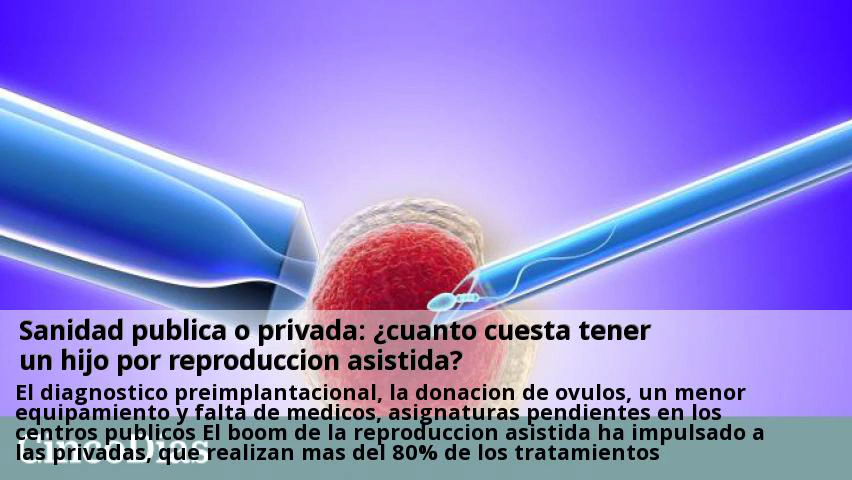 Sanidad publica o privada: ¿cuanto cuesta tener
un hijo por reproduccion asistida?
El diagnostico preimplantacional, la donacion de ovulos, un menor
equipamiento y falta de medicos, asignaturas pendientes en los
centros publicos El boom de la reproduccion asistida ha impulsado a
las privadas, que realizan mas del 80% de los tratamientos
CincoDías